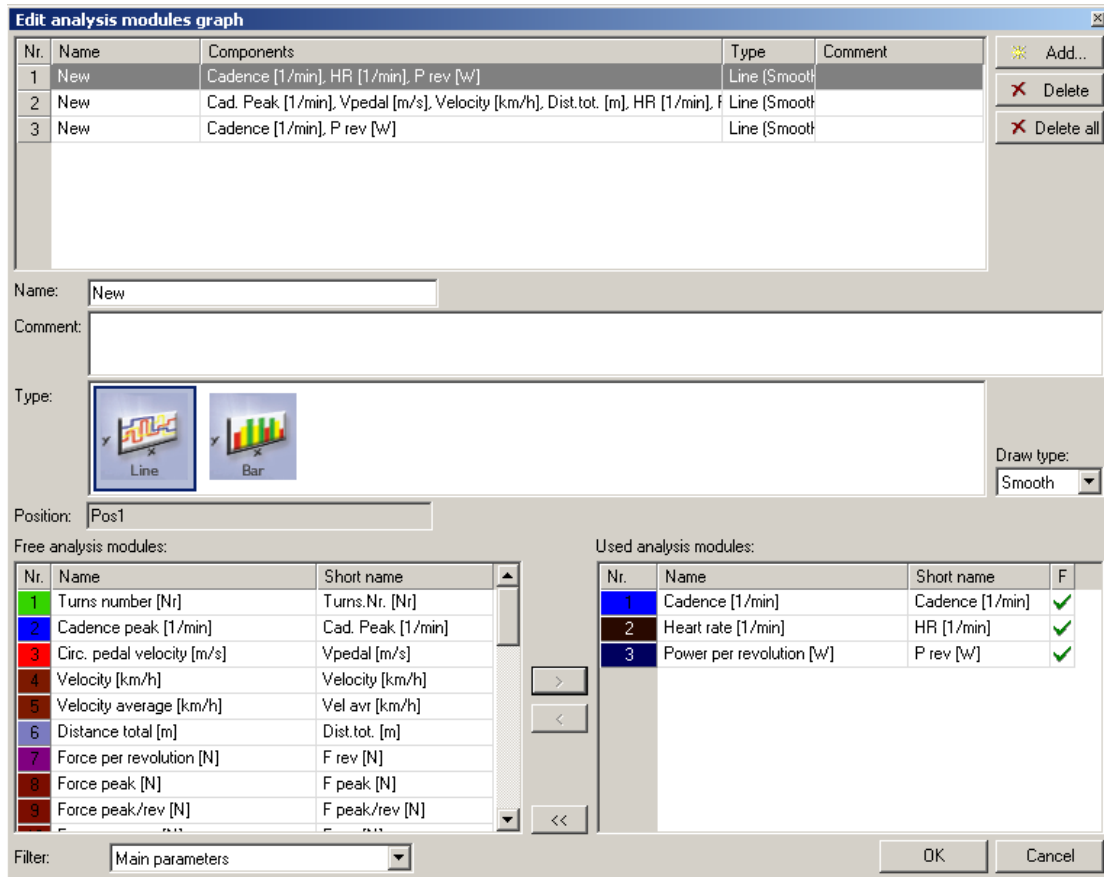 Edit analysis modules graph
Nr. Name Components Type Comment
1 New Cadence [1/min], HR [1/min], P rev [W] Line (Smooth
2 New Cad. Peak [1/min], Vpedal [m/s], Velocity [km/h], Dist.tot. [m], HR [1/min], Line (Smooth
3 New Cadence [1/min], P rev [W] Line (Smooth
Add...
Delete
Delete all
Name: New
Comment:
Type:
y x Line
y x Bar
Draw type:
Smooth
Position: Pos1
Free analysis modules:
Nr. Name Short name
1 Turns number [Nr] Turns.Nr. [Nr]
2 Cadence peak [1/min] Cad. Peak [1/min]
3 Circ. pedal velocity [m/s] Vpedal [m/s]
4 Velocity [km/h] Velocity [km/h]
5 Velocity average [km/h] Vel avr [km/h]
6 Distance total [m] Dist.tot. [m]
7 Force per revolution [N] F rev [N]
8 Force peak [N] F peak [N]
9 Force peak/rev [N] F peak/rev [N]
>
<
<<
Used analysis modules:
Nr. Name Short name F
1 Cadence [1/min] Cadence [1/min]
2 Heart rate [1/min] HR [1/min]
3 Power per revolution [W] P rev [W]
Filter: Main parameters
OK
Cancel